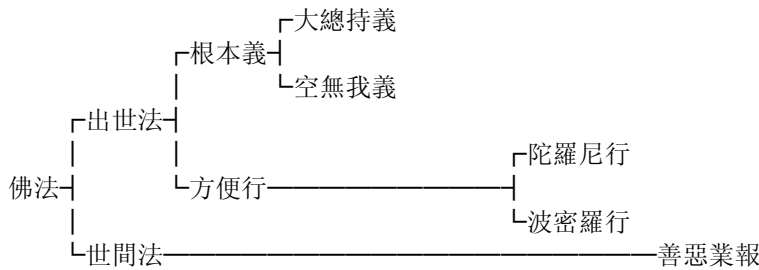 大總持義
根本義
空無我義
出世法
陀羅尼行
佛法
方便行
波密羅行
世間法
善惡業報